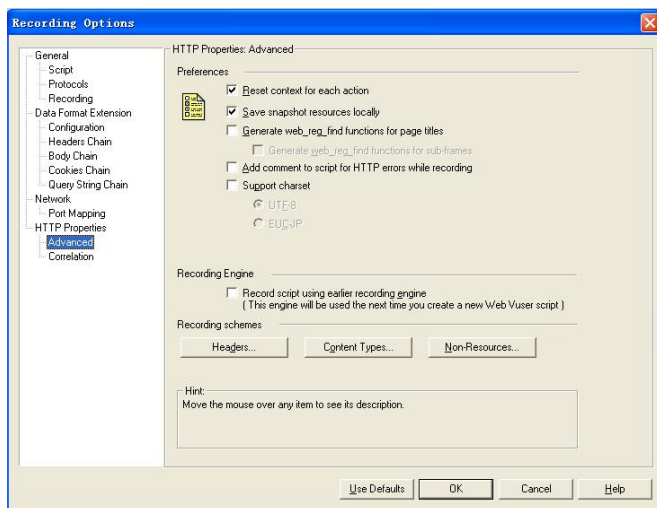 Recording Options
General
Script
Protocols
Recording
Data Format Extension
Configuration
Headers Chain
Body Chain
Cookies Chain
Query String Chain
Network
Port Mapping
HTTP Properties
Advanced
Correlation
HTTP Properties: Advanced
Preferences
Reset context for each action
Save snapshot resources locally
Generate web_reg_find functions for page titles
Generate web_reg_find functions for sub-frames
Add comment to script for HTTP errors while recording
Support charset
UTF-8
EUC-JP
Recording Engine
Record script using earlier recording engine
( This engine will be used the next time you create a new Web Vuser script )
Recording schemes
Headers... Content Types... Non-Resources...
Hint:
Move the mouse over any item to see its description.
Use Defaults OK Cancel Help